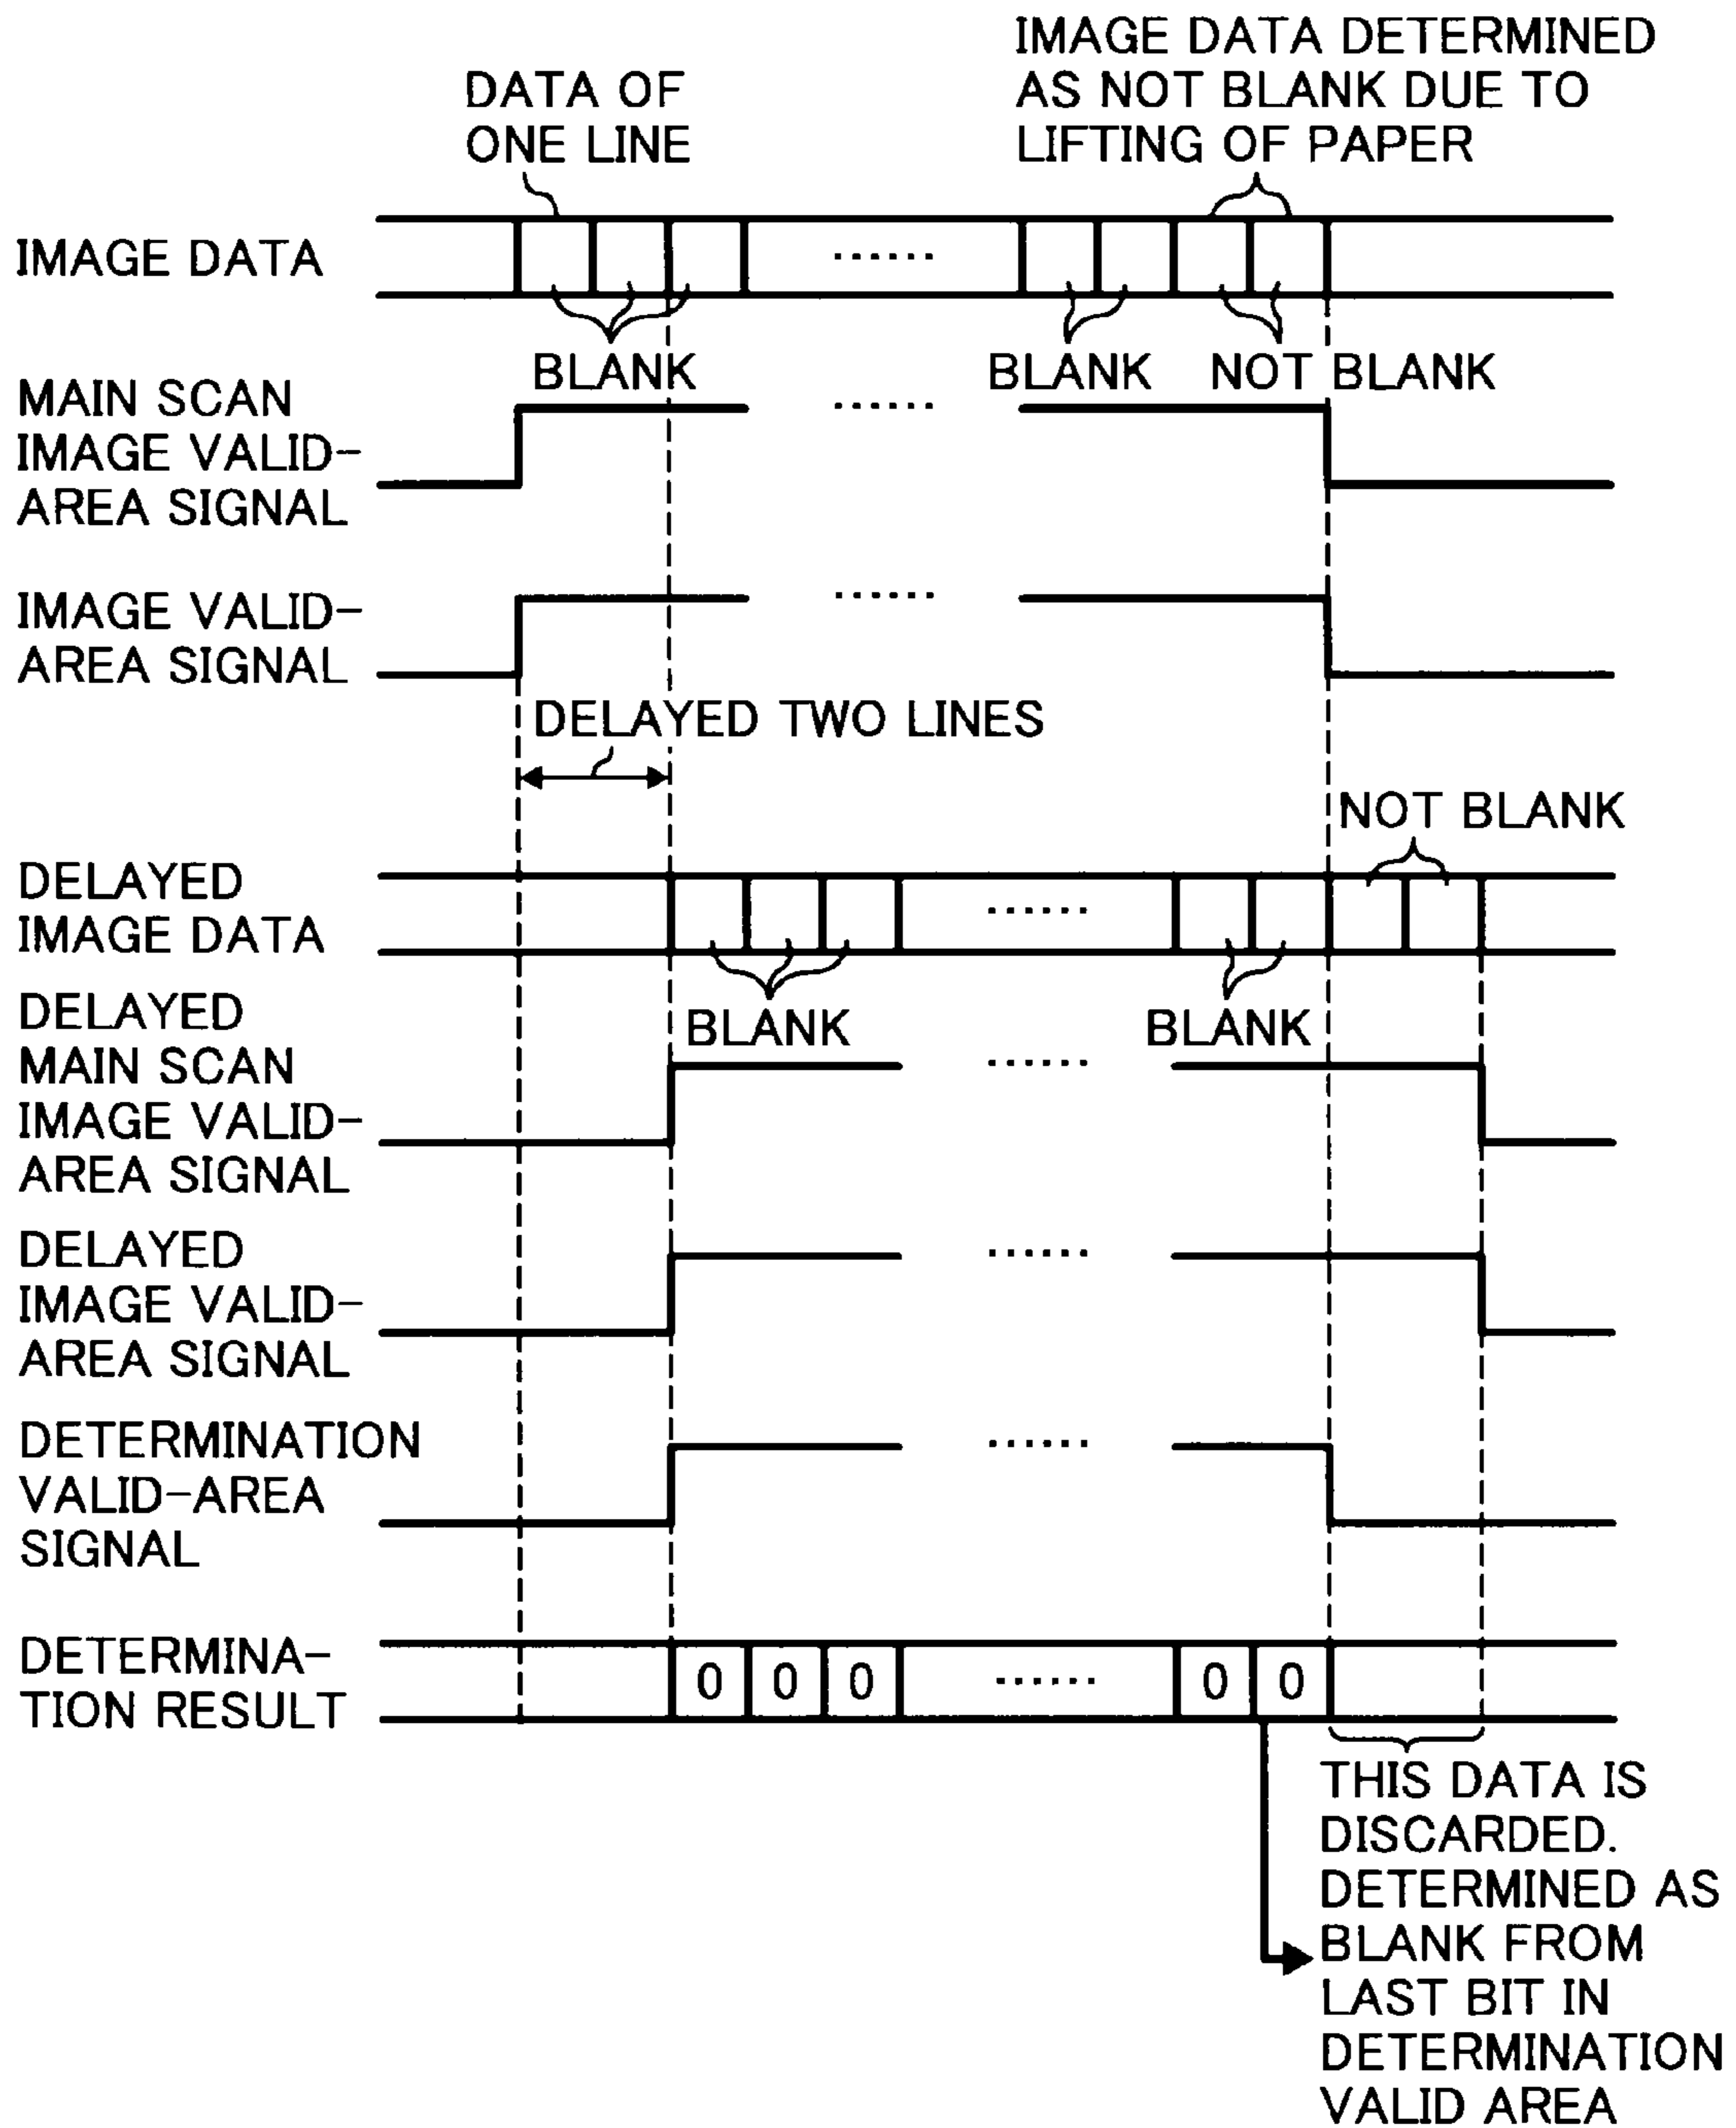 IMAGE DATA DETERMINED
AS NOT BLANK DUE TO
LIFTING OF PAPER
DATA OF
ONE LINE
IMAGE DATA
......
BLANK
BLANK
NOT BLANK
MAIN SCAN
IMAGE VALID-
AREA SIGNAL
......
IMAGE VALID-
AREA SIGNAL
......
DELAYED TWO LINES
NOT BLANK
DELAYED
IMAGE DATA
......
BLANK
BLANK
DELAYED
MAIN SCAN
IMAGE VALID-
AREA SIGNAL
......
DELAYED
IMAGE VALID-
AREA SIGNAL
......
DETERMINATION
VALID-AREA
SIGNAL
......
DETERMINA-
TION RESULT
0 0 0 ...... 0 0
THIS DATA IS
DISCARDED.
DETERMINED AS
BLANK FROM
LAST BIT IN
DETERMINATION
VALID AREA